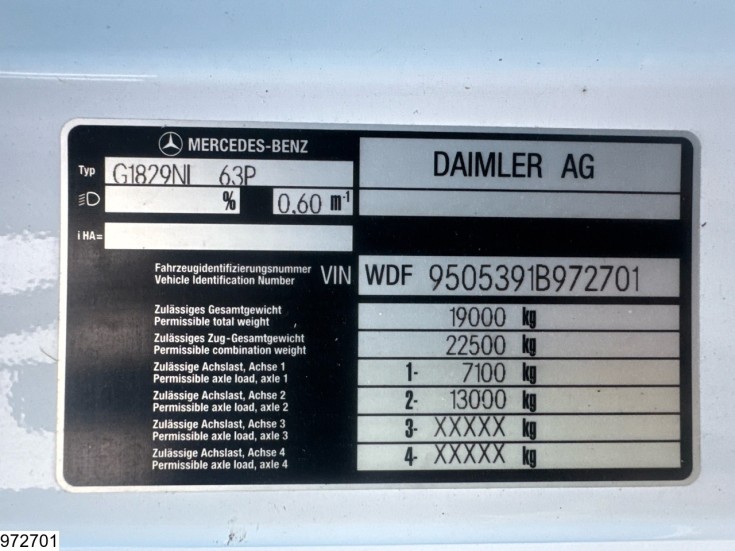 MERCEDES-BENZ
DAIMLER AG
Typ G1829NL 63P
% 0,60 m⁻¹
i HA=
Fahrzeugidentifizierungsnummer
Vehicle Identification Number
VIN WDF 9505391B972701
Zulässiges Gesamtgewicht
Permissible total weight
19000 kg
Zulässiges Zug-Gesamtgewicht
Permissible combination weight
22500 kg
Zulässige Achslast, Achse 1
Permissible axle load, axle 1
1- 7100 kg
Zulässige Achslast, Achse 2
Permissible axle load, axle 2
2- 13000 kg
Zulässige Achslast, Achse 3
Permissible axle load, axle 3
3- XXXXX kg
Zulässige Achslast, Achse 4
Permissible axle load, axle 4
4- XXXXX kg
972701